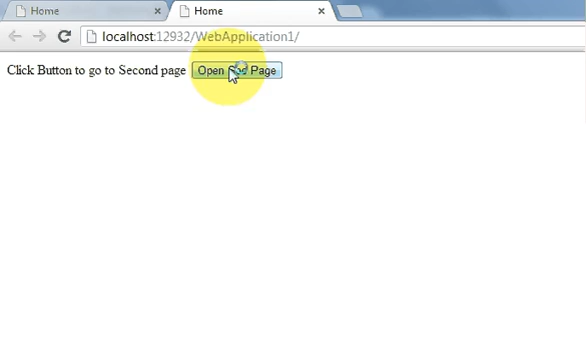 Home
Home
localhost:12932/WebApplication1/
Click Button to go to Second page
Open Page